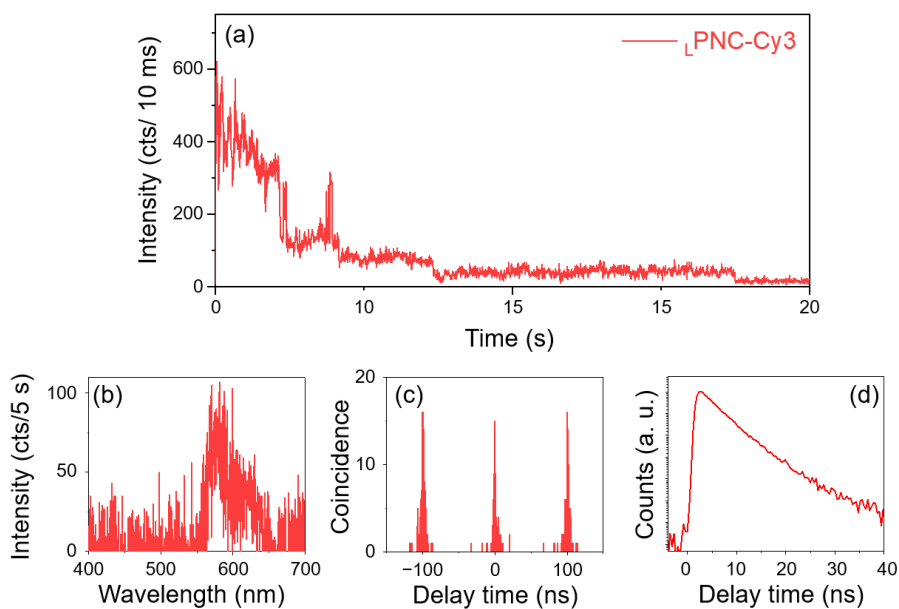 (a)
LPNC-Cy3
Intensity (cts/ 10 ms)
600
400
200
0
0 10 15 15 20
Time (s)
(b)
Intensity (cts/5 s)
100
50
0
400 500 600 700
Wavelength (nm)
(c)
Coincidence
20
10
0
−100 0 100
Delay time (ns)
(d)
Counts (a. u.)
0 10 20 30 40
Delay time (ns)